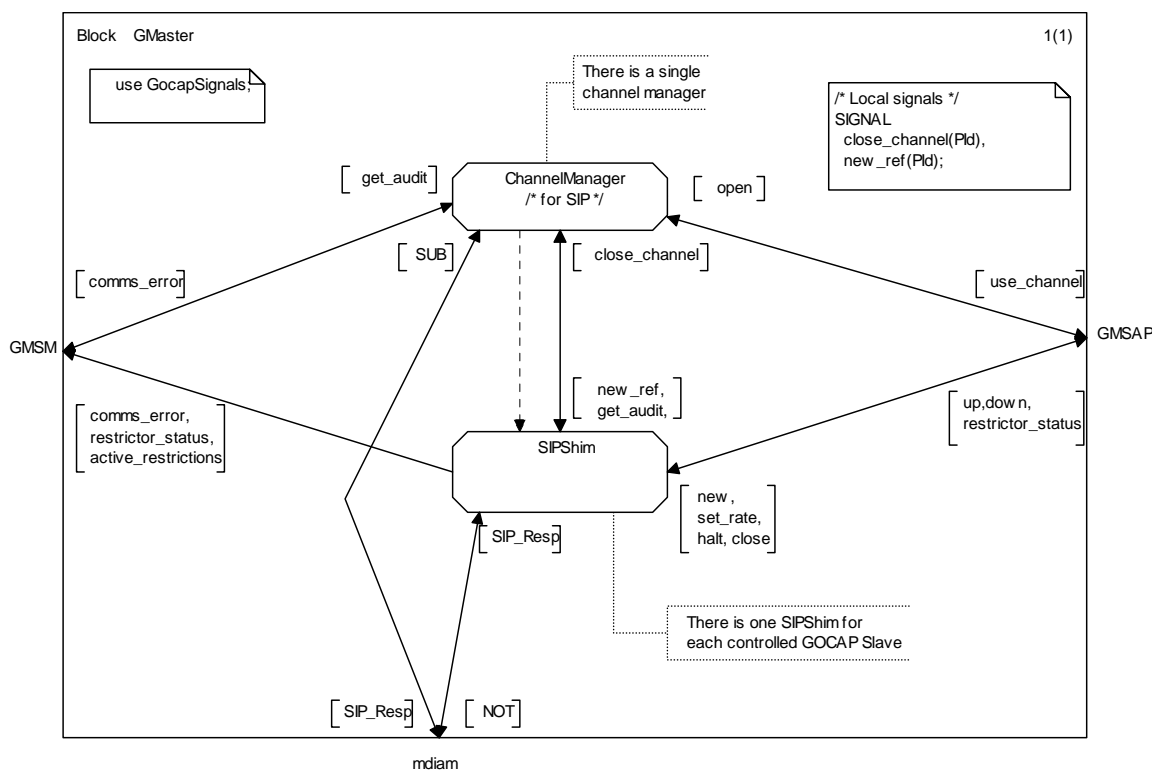 Block GMaster
1(1)
use GocapSignals;
There is a single
channel manager
/* Local signals */
SIGNAL
close_channel(PId),
new_ref(PId);
[ get_audit ]
ChannelManager
/* for SIP */
[ open ]
[ SUB ]
[ close_channel ]
[ comms_error ]
[ use_channel ]
GMSM
GMSAP
new_ref,
get_audit,
comms_error,
restrictor_status,
active_restrictions
up,down,
restrictor_status
SIPShim
new,
set_rate,
halt, close
[ SIP_Resp ]
There is one SIPShim for
each controlled GOCAP Slave
[ SIP_Resp ]
[ NOT ]
mdiam